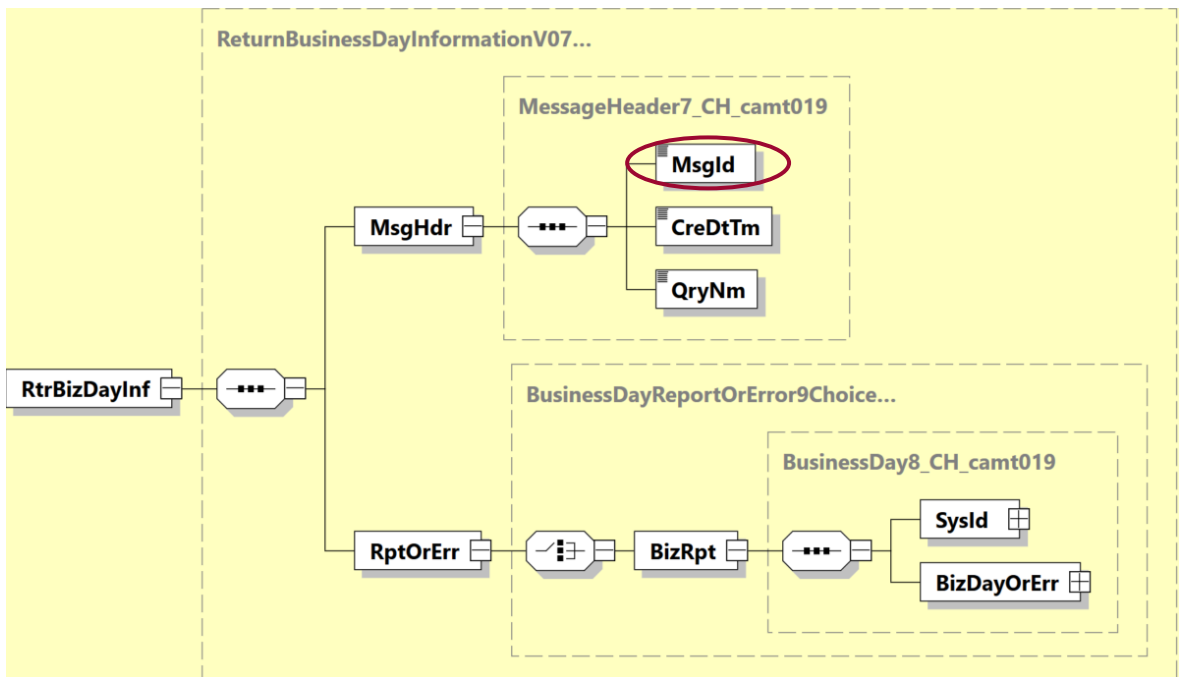 ReturnBusinessDayInformationV07...
MessageHeader7_CH_camt019
MsgId
MsgHdr
CreDtTm
QryNm
RtrBizDayInf
BusinessDayReportOrError9Choice...
BusinessDay8_CH_camt019
SysId
RptOrErr
BizRpt
BizDayOrErr